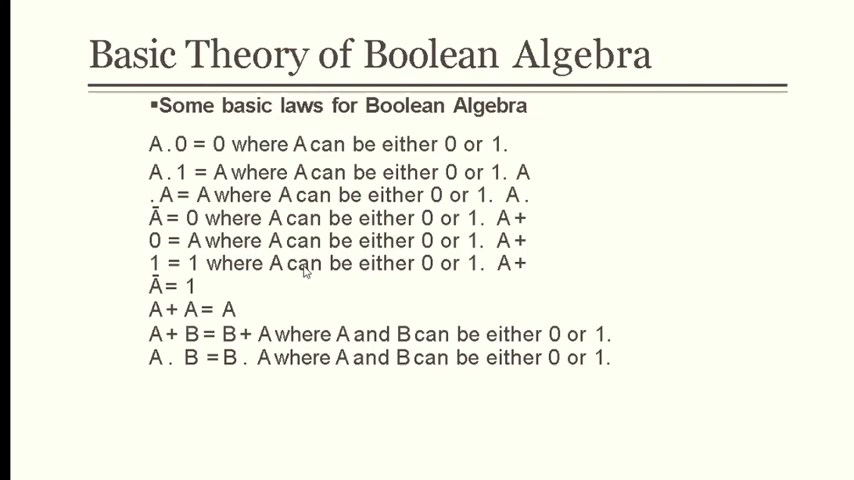 Basic Theory of Boolean Algebra
▪Some basic laws for Boolean Algebra
A . 0 = 0 where A can be either 0 or 1.
A . 1 = A where A can be either 0 or 1. A
. A = A where A can be either 0 or 1. A .
Ā = 0 where A can be either 0 or 1. A +
0 = A where A can be either 0 or 1. A +
1 = 1 where A can be either 0 or 1. A +
Ā = 1
A + A = A
A + B = B + A where A and B can be either 0 or 1.
A . B = B . A where A and B can be either 0 or 1.